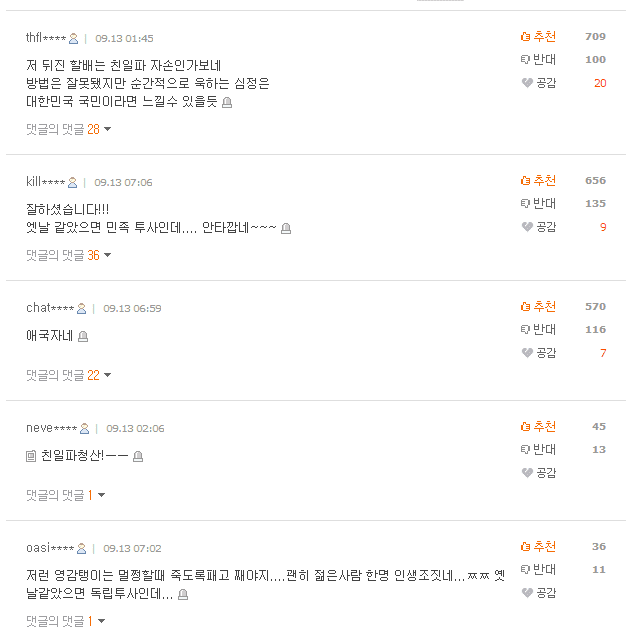 thfl**** | 09.13 01:45 추천 709
저 뒤진 할배는 친일파 자손인가보네 반대 100
방법은 잘못됐지만 순간적으로 욱하는 심정은 공감 20
대한민국 국민이라면 느낄수 있을듯
댓글의 댓글 28
kill**** | 09.13 07:06 추천 656
잘하셨습니다!!! 반대 135
옛날 같았으면 민족 투사인데.... 안타깝네~~~ 공감 9
댓글의 댓글 36
chat**** | 09.13 06:59 추천 570
애국자네 반대 116
공감 7
댓글의 댓글 22
neve**** | 09.13 02:06 추천 45
친일파청산!ㅡㅡ 반대 13
공감
댓글의 댓글 1
oasi**** | 09.13 07:02 추천 36
저런 영감탱이는 멀쩡할때 죽도록패고 째야지....괜히 젊은사람 한명 인생조짓네...ㅉㅉ 옛 반대 11
날같았으면 독립투사인데... 공감
댓글의 댓글 1